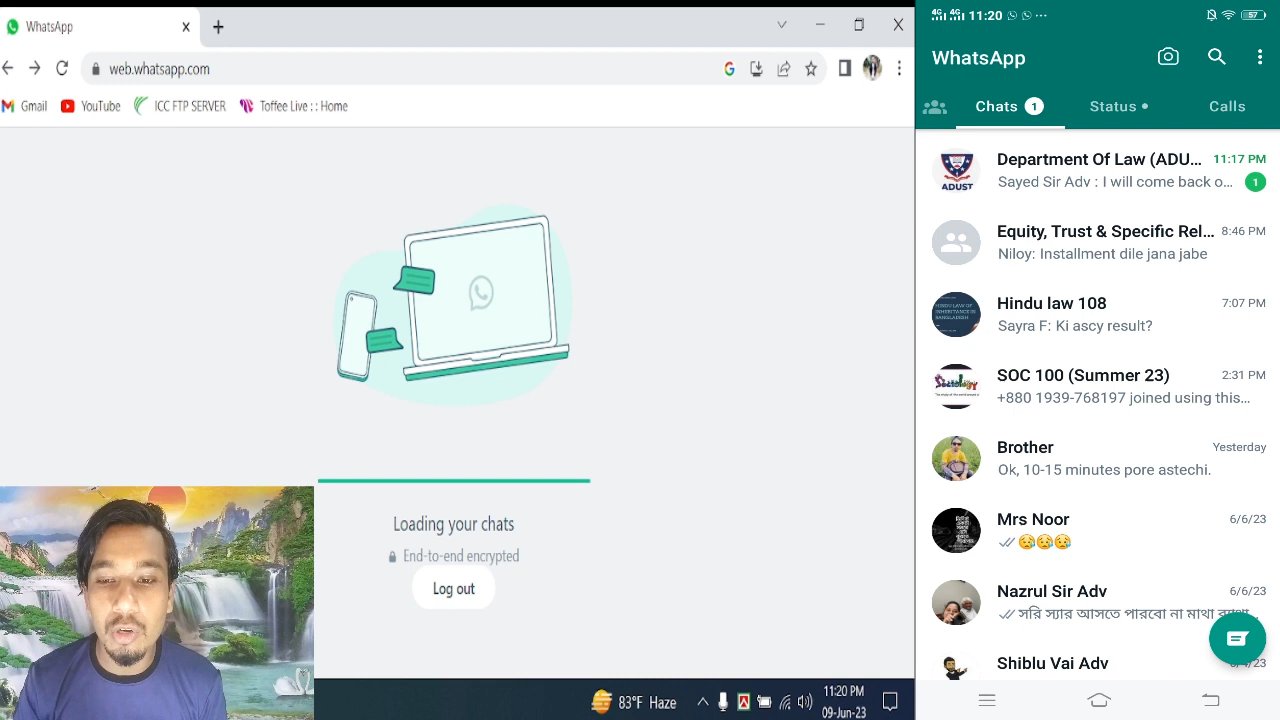 WhatsApp
web.whatsapp.com
Gmail
YouTube
ICC FTP SERVER
Toffee Live : : Home
Loading your chats
End-to-end encrypted
Log out
83°F Haze
11:20 PM
09-Jun-23
4G 4G 11:20 57
WhatsApp
Chats 1
Status
Calls
Department Of Law (ADU... 11:17 PM
Sayed Sir Adv : I will come back o... 1
ADUST
Equity, Trust & Specific Rel... 8:46 PM
Niloy: Installment dile jana jabe
Hindu law 108 7:07 PM
Sayra F: Ki ascy result?
SOC 100 (Summer 23) 2:31 PM
+880 1939-768197 joined using this...
Brother Yesterday
Ok, 10-15 minutes pore astechi.
Mrs Noor 6/6/23
Nazrul Sir Adv 6/6/23
সরি স্যার আসতে পারবো না মাথা
Shiblu Vai Adv